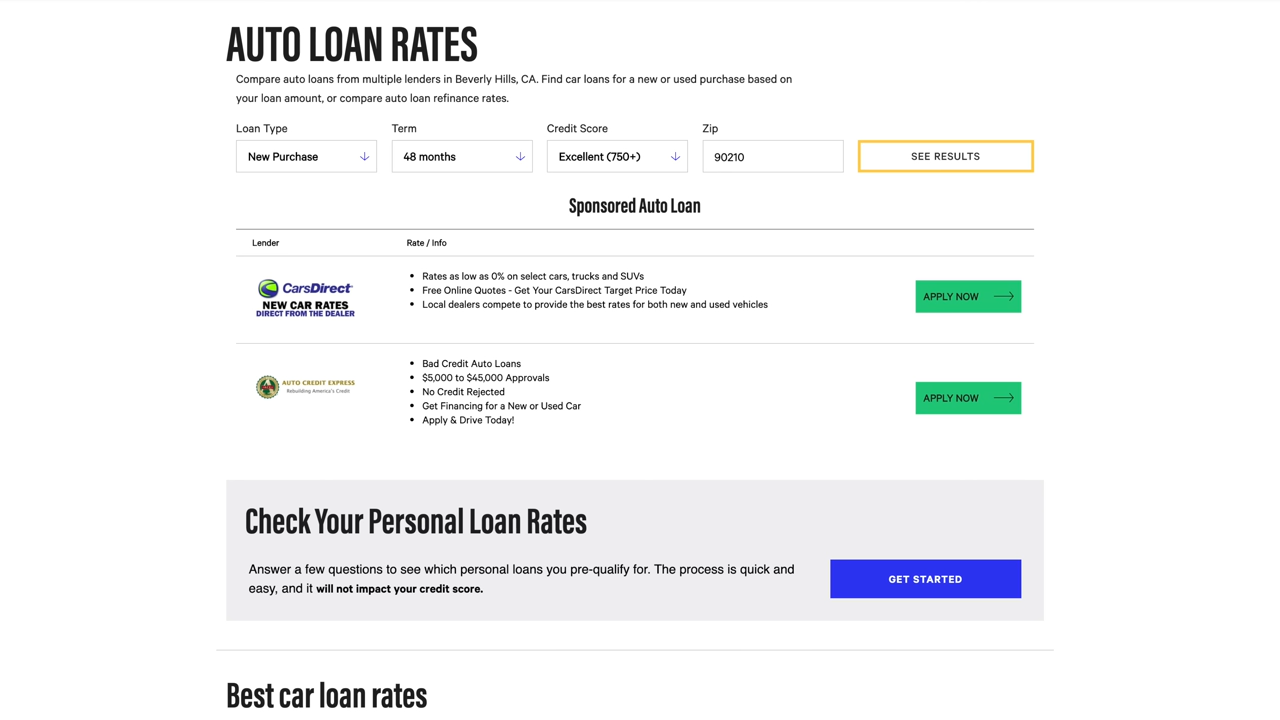 AUTO LOAN RATES
Compare auto loans from multiple lenders in Beverly Hills, CA. Find car loans for a new or used purchase based on
your loan amount, or compare auto loan refinance rates.
Loan Type
Term
Credit Score
Zip
New Purchase
48 months
Excellent (750+)
90210
SEE RESULTS
Sponsored Auto Loan
Lender
Rate / Info
CarsDirect
NEW CAR RATES
DIRECT FROM THE DEALER
• Rates as low as 0% on select cars, trucks and SUVs
• Free Online Quotes - Get Your CarsDirect Target Price Today
• Local dealers compete to provide the best rates for both new and used vehicles
APPLY NOW
AUTO CREDIT EXPRESS
Rebuilding America's Credit
• Bad Credit Auto Loans
• $5,000 to $45,000 Approvals
• No Credit Rejected
• Get Financing for a New or Used Car
• Apply & Drive Today!
APPLY NOW
Check Your Personal Loan Rates
Answer a few questions to see which personal loans you pre-qualify for. The process is quick and
easy, and it will not impact your credit score.
GET STARTED
Best car loan rates